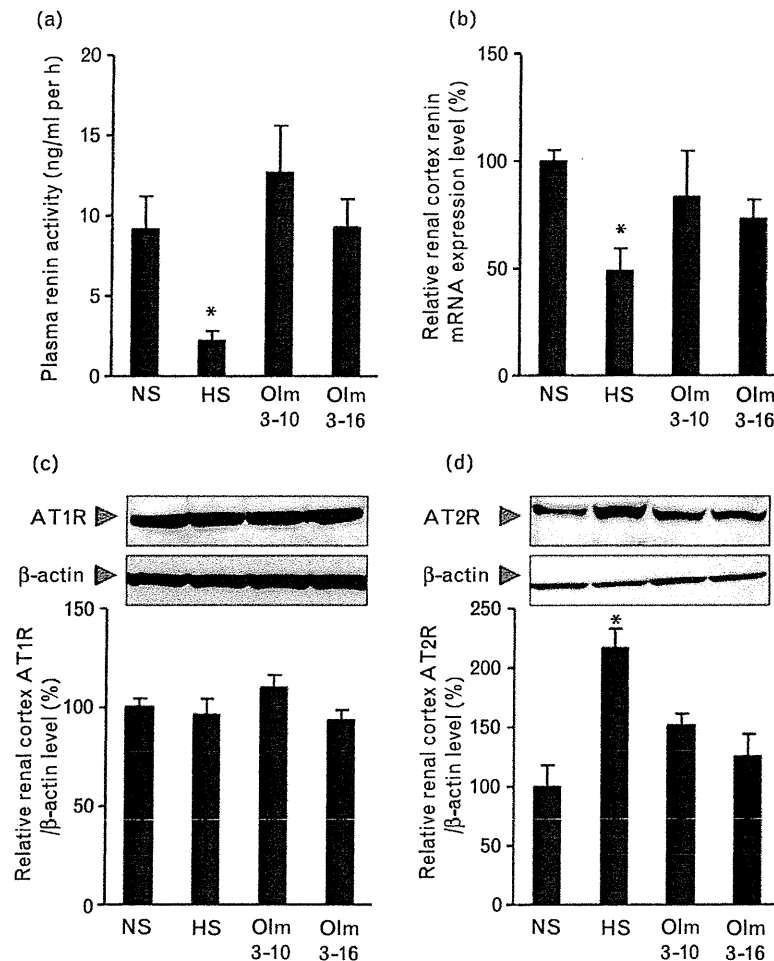 (a)
Plasma renin activity (ng/ml per h)
20
15
10
5
0
*
NS
HS
Olm
3-10
Olm
3-16
(b)
Relative renal cortex renin
mRNA expression level (%)
150
100
50
0
*
NS
HS
Olm
3-10
Olm
3-16
(c)
AT1R
β-actin
Relative renal cortex AT1R
/β-actin level (%)
150
100
50
0
NS
HS
Olm
3-10
Olm
3-16
(d)
AT2R
β-actin
Relative renal cortex AT2R
/β-actin level (%)
250
200
150
100
50
0
*
NS
HS
Olm
3-10
Olm
3-16